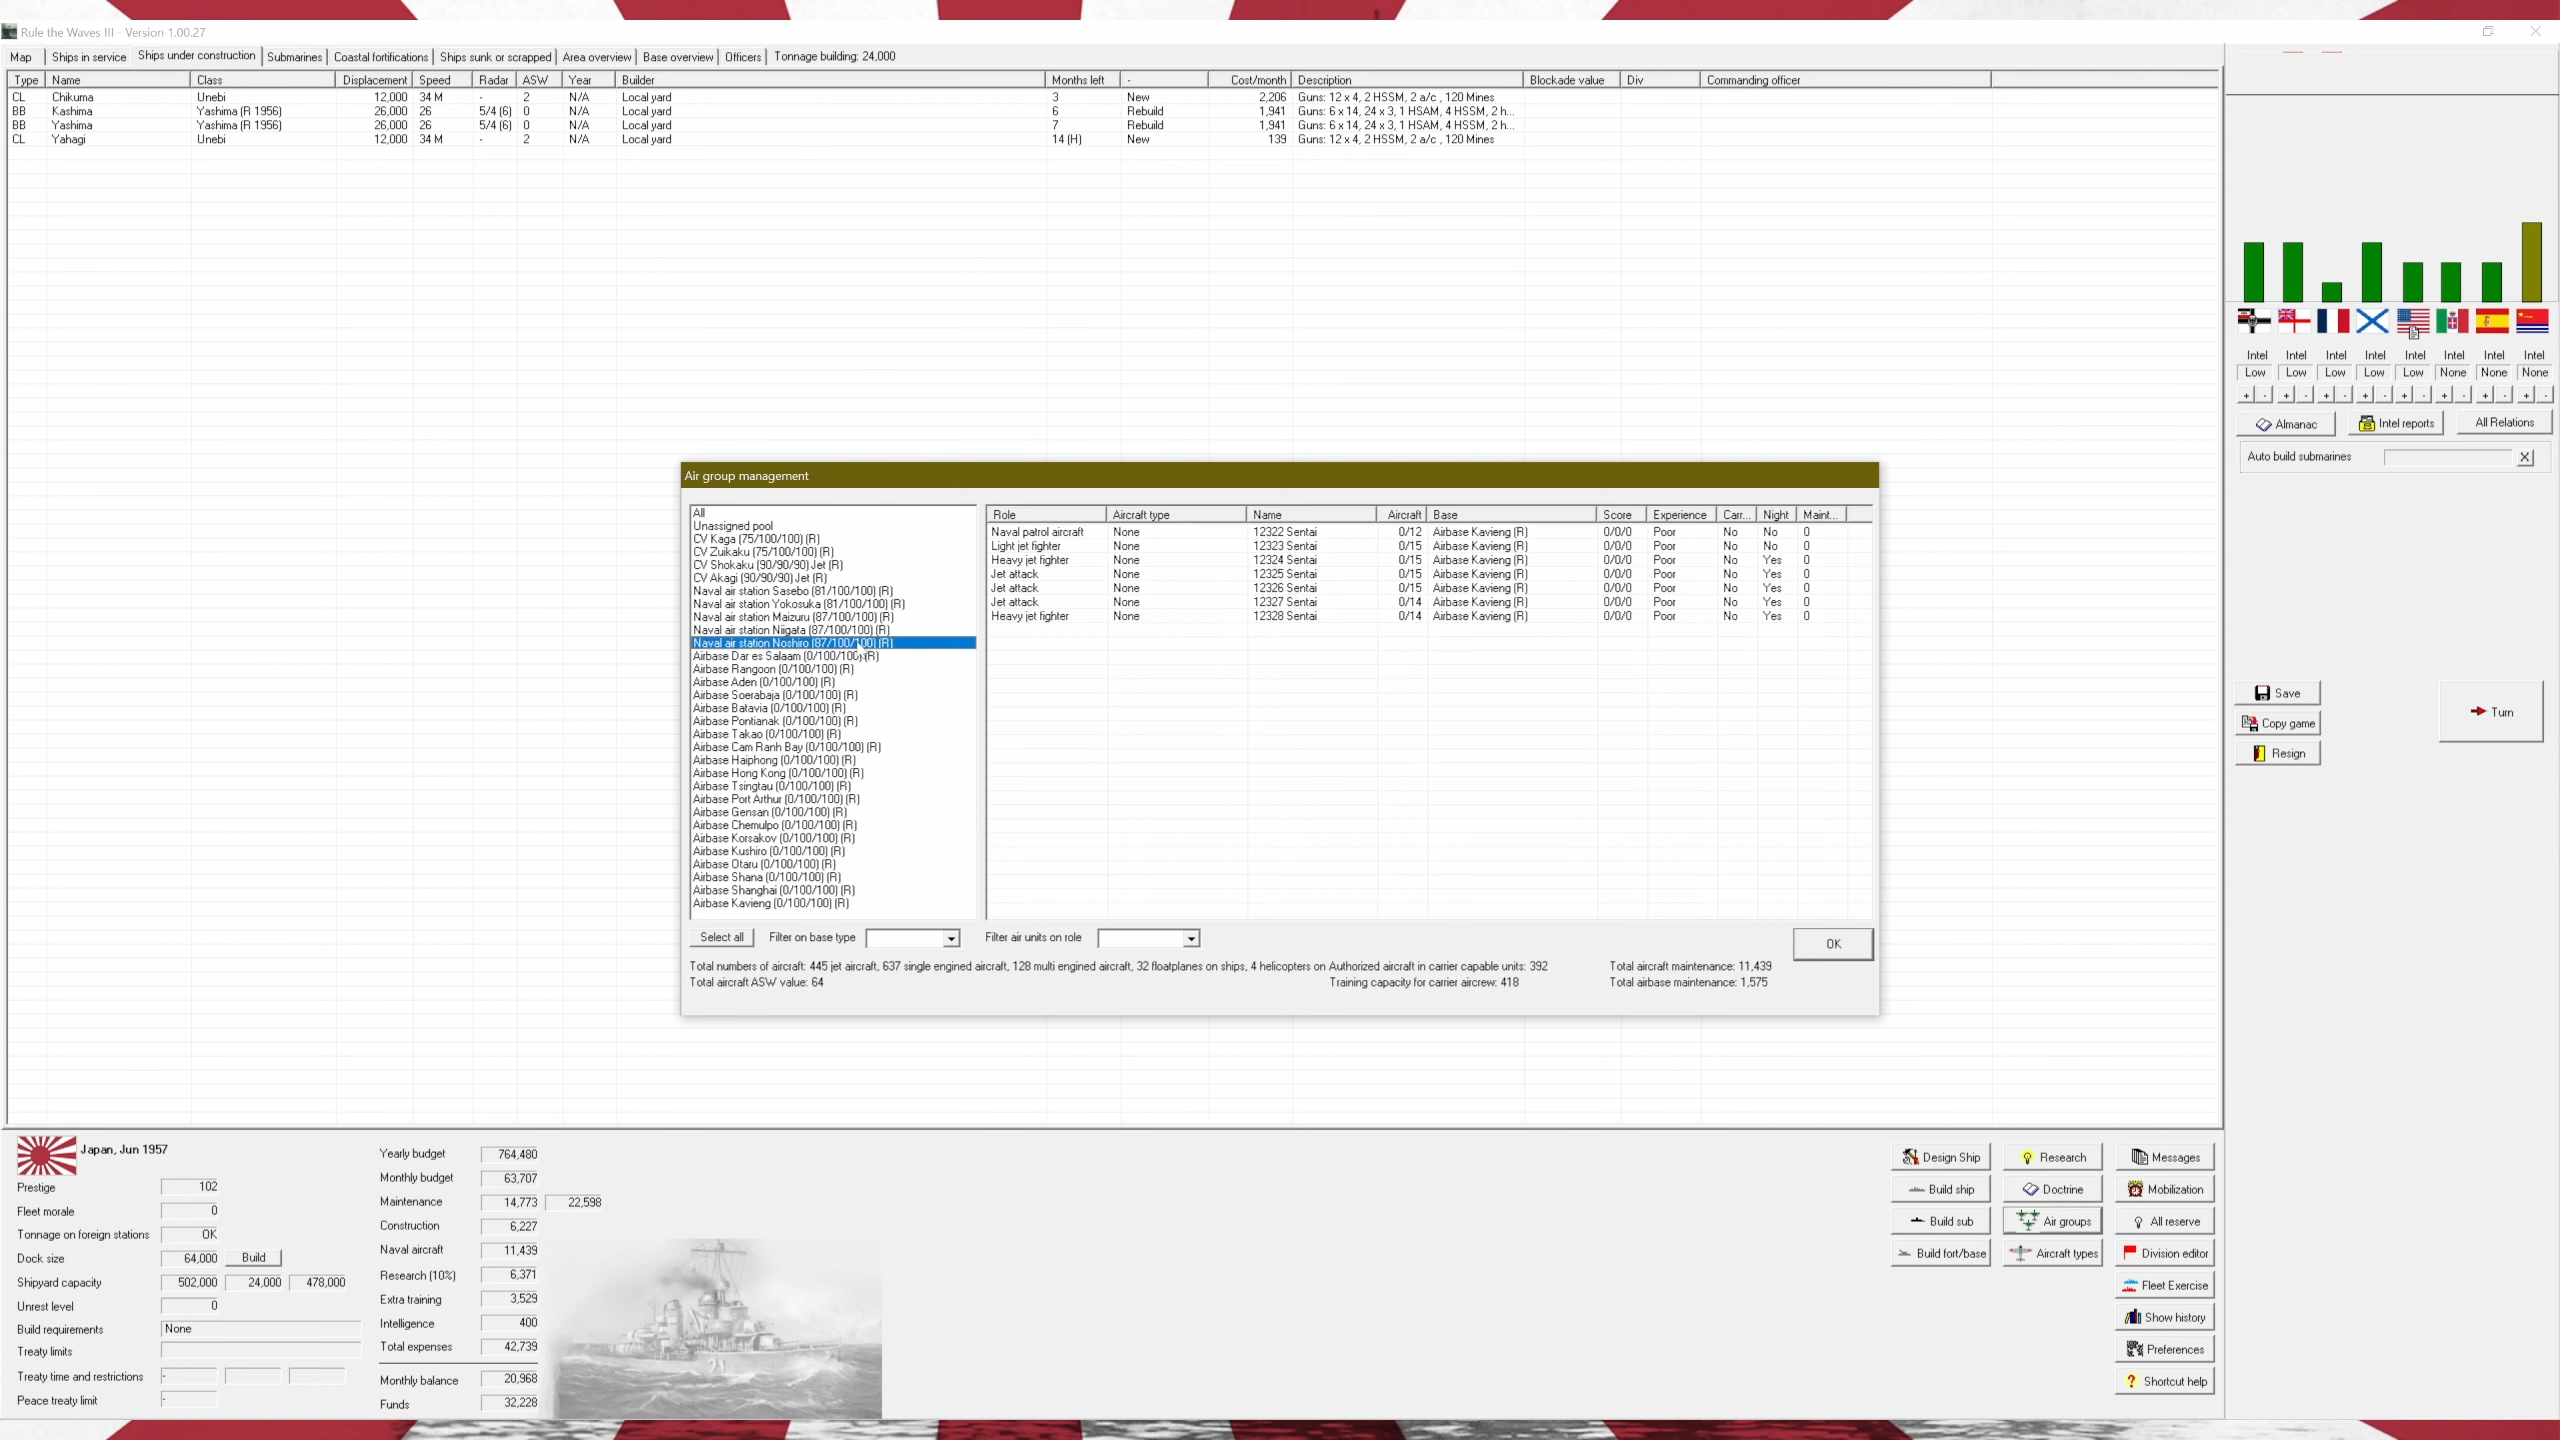 Rule the Waves III - Version 1.00.27
Map Ships in service Ships under construction Submarines Coastal fortifications Ships sunk or scrapped Area overview Base overview Officers Tonnage building: 24,000
Type Name Class Displacement Speed Radar ASW Year Builder Months left - Cost/month Description Blockade value Div Commanding officer
CL Chikuma Unebi 12,000 34 M - 2 N/A Local yard 3 New 2,206 Guns: 12 x 4, 2 HSSM, 2 a/c , 120 Mines
BB Kashima Yashima (R 1956) 26,000 26 5/4 (6) 0 N/A Local yard 6 Rebuild 1,941 Guns: 6 x 14, 24 x 3, 1 HSAM, 4 HSSM, 2 h...
BB Yashima Yashima (R 1956) 26,000 26 5/4 (6) 0 N/A Local yard 7 Rebuild 1,941 Guns: 6 x 14, 24 x 3, 1 HSAM, 4 HSSM, 2 h...
CL Yahagi Unebi 12,000 34 M - 2 N/A Local yard 14 (H) New 139 Guns: 12 x 4, 2 HSSM, 2 a/c , 120 Mines
Intel Intel Intel Intel Intel Intel Intel Intel
Low Low Low Low Low None None None
+ - + - + - + - + - + - + - + -
Almanac Intel reports All Relations
Auto build submarines X
Save
Copy game
Resign
Turn
Air group management
All
Unassigned pool
CV Kaga (75/100/100) (R)
CV Zuikaku (75/100/100) (R)
CV Shokaku (90/90/90) Jet (R)
CV Akagi (90/90/90) Jet (R)
Naval air station Sasebo (81/100/100) (R)
Naval air station Yokosuka (81/100/100) (R)
Naval air station Maizuru (87/100/100) (R)
Naval air station Niigata (87/100/100) (R)
Naval air station Noshiro (87/100/100) (R)
Airbase Dar es Salaam (0/100/100) (R)
Airbase Rangoon (0/100/100) (R)
Airbase Aden (0/100/100) (R)
Airbase Soerabaja (0/100/100) (R)
Airbase Batavia (0/100/100) (R)
Airbase Pontianak (0/100/100) (R)
Airbase Takao (0/100/100) (R)
Airbase Cam Ranh Bay (0/100/100) (R)
Airbase Haiphong (0/100/100) (R)
Airbase Hong Kong (0/100/100) (R)
Airbase Tsingtau (0/100/100) (R)
Airbase Port Arthur (0/100/100) (R)
Airbase Gensan (0/100/100) (R)
Airbase Chemulpo (0/100/100) (R)
Airbase Korsakov (0/100/100) (R)
Airbase Kushiro (0/100/100) (R)
Airbase Otaru (0/100/100) (R)
Airbase Shana (0/100/100) (R)
Airbase Shanghai (0/100/100) (R)
Airbase Kavieng (0/100/100) (R)
Role Aircraft type Name Aircraft Base Score Experience Carr... Night Maint...
Naval patrol aircraft None 12322 Sentai 0/12 Airbase Kavieng (R) 0/0/0 Poor No No 0
Light jet fighter None 12323 Sentai 0/15 Airbase Kavieng (R) 0/0/0 Poor No No 0
Heavy jet fighter None 12324 Sentai 0/15 Airbase Kavieng (R) 0/0/0 Poor No Yes 0
Jet attack None 12325 Sentai 0/15 Airbase Kavieng (R) 0/0/0 Poor No Yes 0
Jet attack None 12326 Sentai 0/15 Airbase Kavieng (R) 0/0/0 Poor No Yes 0
Jet attack None 12327 Sentai 0/14 Airbase Kavieng (R) 0/0/0 Poor No Yes 0
Heavy jet fighter None 12328 Sentai 0/14 Airbase Kavieng (R) 0/0/0 Poor No Yes 0
Select all Filter on base type Filter air units on role OK
Total numbers of aircraft: 445 jet aircraft, 637 single engined aircraft, 128 multi engined aircraft, 32 floatplanes on ships, 4 helicopters on Authorized aircraft in carrier capable units: 392 Total aircraft maintenance: 11,439
Total aircraft ASW value: 64 Training capacity for carrier aircrew: 418 Total airbase maintenance: 1,575
Japan, Jun 1957
Prestige 102
Fleet morale 0
Tonnage on foreign stations OK
Dock size 64,000 Build
Shipyard capacity 502,000 24,000 478,000
Unrest level 0
Build requirements None
Treaty limits
Treaty time and restrictions -
Peace treaty limit -
Yearly budget 764,480
Monthly budget 63,707
Maintenance 14,773 22,598
Construction 6,227
Naval aircraft 11,439
Research (10%) 6,371
Extra training 3,529
Intelligence 400
Total expenses 42,739
Monthly balance 20,968
Funds 32,228
21
Design Ship Research Messages
Build ship Doctrine Mobilization
Build sub Air groups All reserve
Build fort/base Aircraft types Division editor
Fleet Exercise
Show history
Preferences
Shortcut help